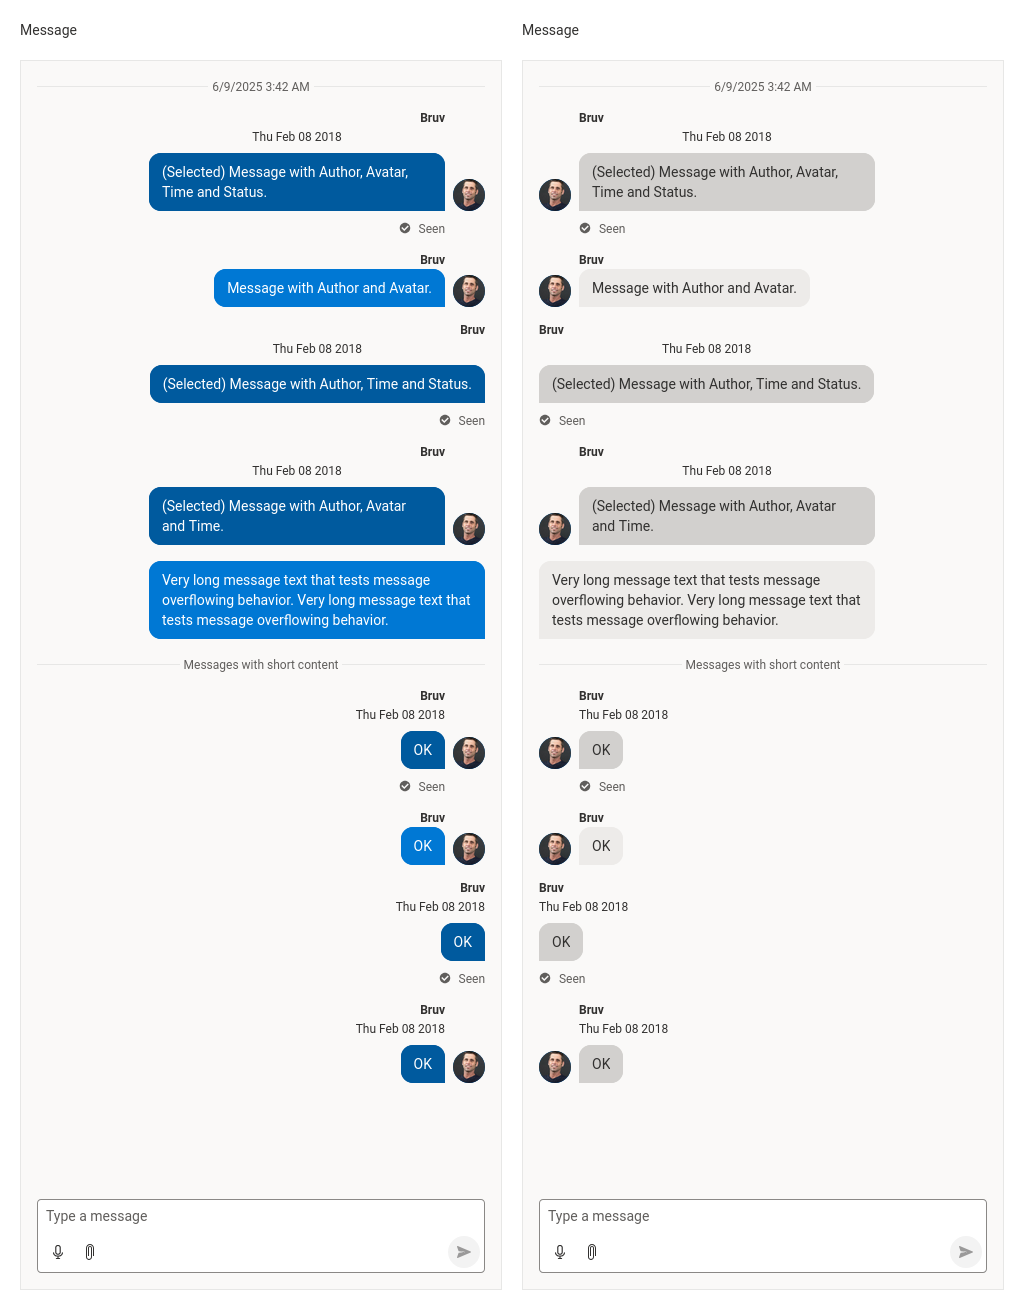 Message
6/9/2025 3:42 AM
Bruv
Thu Feb 08 2018
(Selected) Message with Author, Avatar,
Time and Status.
Seen
Bruv
Message with Author and Avatar.
Bruv
Thu Feb 08 2018
(Selected) Message with Author, Time and Status.
Seen
Bruv
Thu Feb 08 2018
(Selected) Message with Author, Avatar
and Time.
Very long message text that tests message
overflowing behavior. Very long message text that
tests message overflowing behavior.
Messages with short content
Bruv
Thu Feb 08 2018
OK
Seen
Bruv
OK
Bruv
Thu Feb 08 2018
OK
Seen
Bruv
Thu Feb 08 2018
OK
Type a message
Message
6/9/2025 3:42 AM
Bruv
Thu Feb 08 2018
(Selected) Message with Author, Avatar,
Time and Status.
Seen
Bruv
Message with Author and Avatar.
Bruv
Thu Feb 08 2018
(Selected) Message with Author, Time and Status.
Seen
Bruv
Thu Feb 08 2018
(Selected) Message with Author, Avatar
and Time.
Very long message text that tests message
overflowing behavior. Very long message text that
tests message overflowing behavior.
Messages with short content
Bruv
Thu Feb 08 2018
OK
Seen
Bruv
OK
Bruv
Thu Feb 08 2018
OK
Seen
Bruv
Thu Feb 08 2018
OK
Type a message